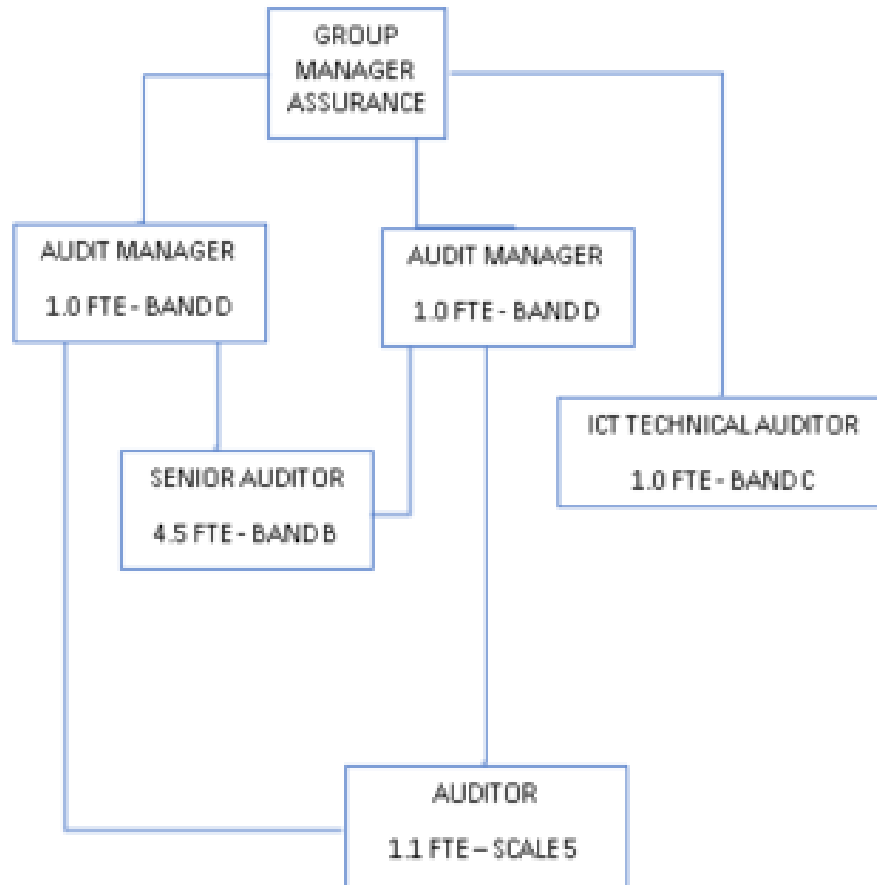 GROUP
MANAGER
ASSURANCE
AUDIT MANAGER
1.0 FTE - BAND D
AUDIT MANAGER
1.0 FTE - BAND D
ICT TECHNICAL AUDITOR
1.0 FTE - BAND C
SENIOR AUDITOR
4.5 FTE - BAND B
AUDITOR
1.1 FTE – SCALE 5